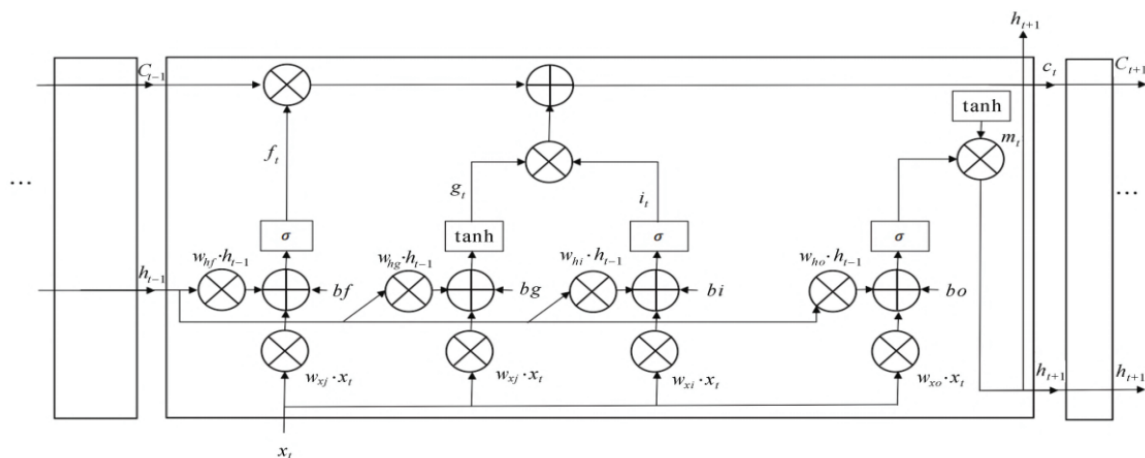 h_{t+1}
C_{t-1}
c_t
C_{t+1}
tanh
m_t
f_t
...
...
g_t
i_t
σ
tanh
σ
σ
w_{hf}·h_{t-1}
w_{hg}·h_{t-1}
w_{hi}·h_{t-1}
w_{ho}·h_{t-1}
h_{t-1}
bf
bg
bi
bo
w_{xj}·x_t
w_{xj}·x_t
w_{xi}·x_t
w_{xo}·x_t
h_{t+1}
h_{t+1}
x_t